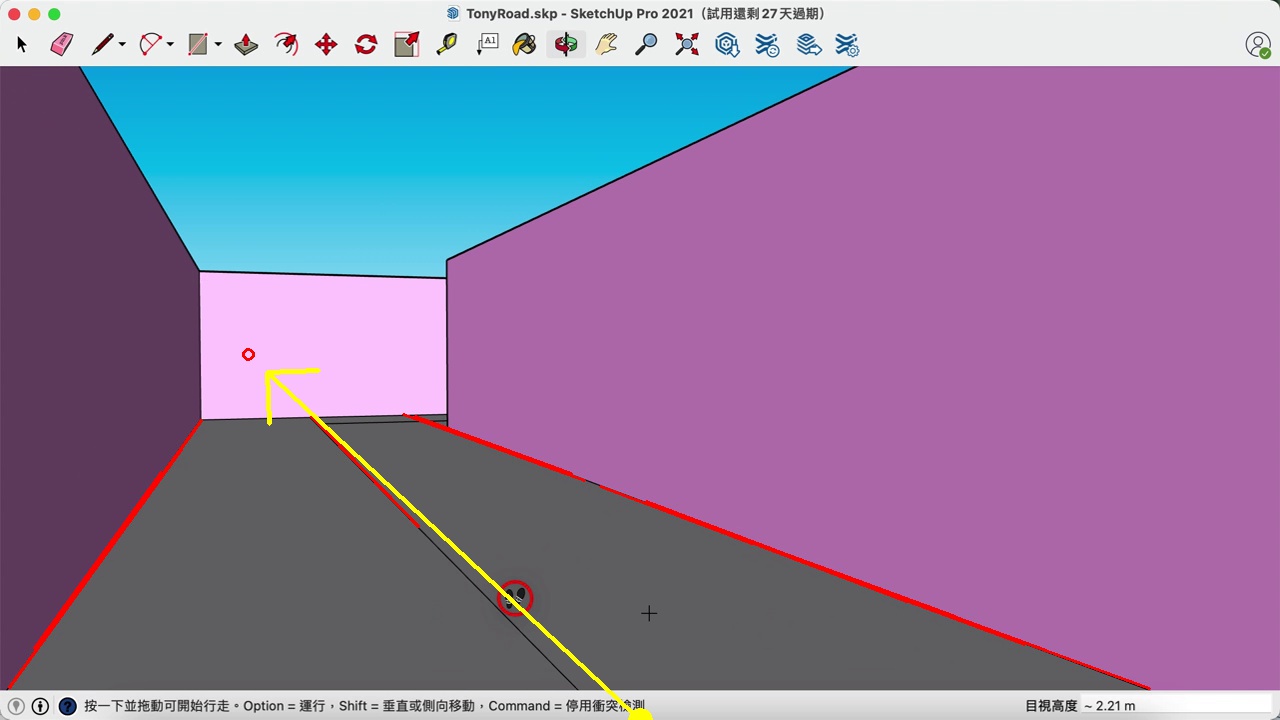 TonyRoad.skp - SketchUp Pro 2021（試用還剩 27 天過期）
A1
按一下並拖動可開始行走。Option = 運行，Shift = 垂直或側向移動，Command = 停用衝突檢測
目視高度 ~ 2.21 m